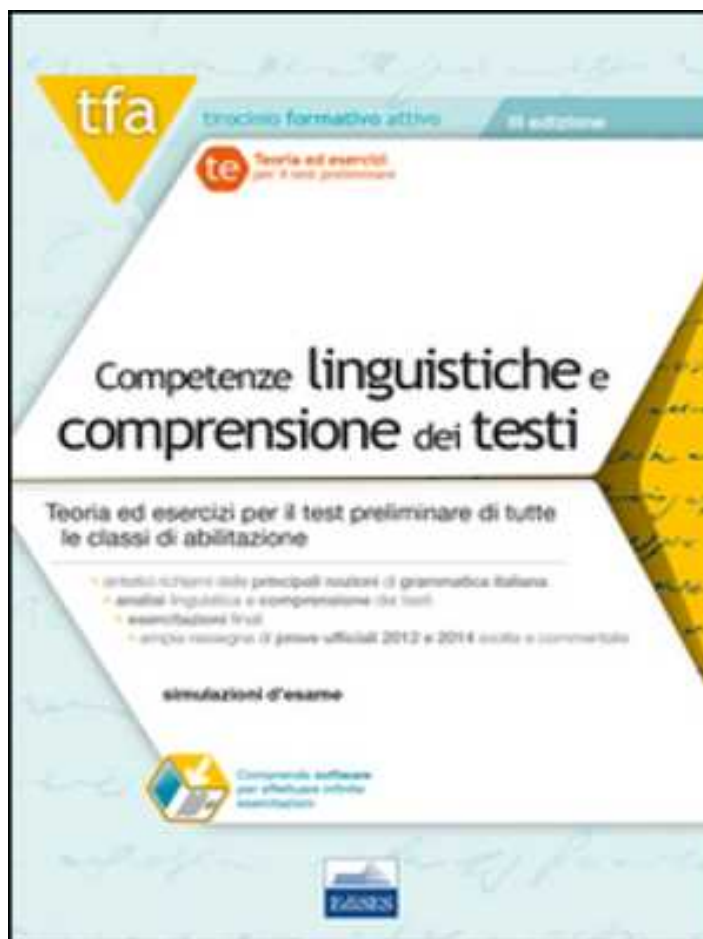 tfa
tirocinio formativo attivo
III edizione
te
Teoria ed esercizi
per il test preliminare
Competenze linguistiche e
comprensione dei testi
Teoria ed esercizi per il test preliminare di tutte
le classi di abilitazione
sintetici richiami delle principali nozioni di grammatica italiana
analisi linguistica e comprensione dei testi
esercitazioni finali
ampia rassegna di prove ufficiali 2012 e 2014 svolte e commentate
simulazioni d'esame
Comprende software
per effettuare infinite
esercitazioni
EdiSES